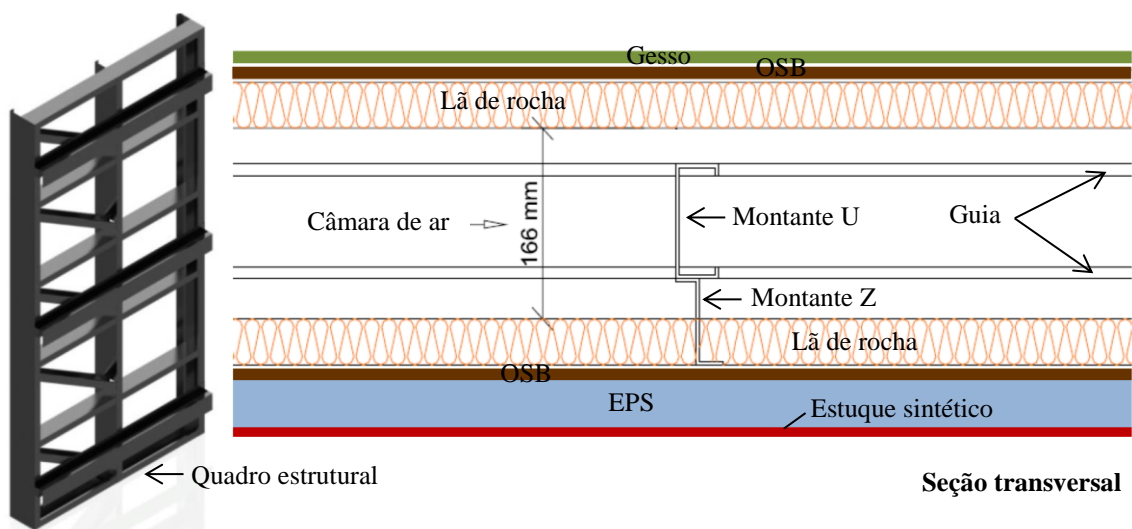 Gesso
OSB
Lã de rocha
Câmara de ar
166 mm
Montante U
Guia
Montante Z
Lã de rocha
OSB
EPS
Estuque sintético
Quadro estrutural
Seção transversal